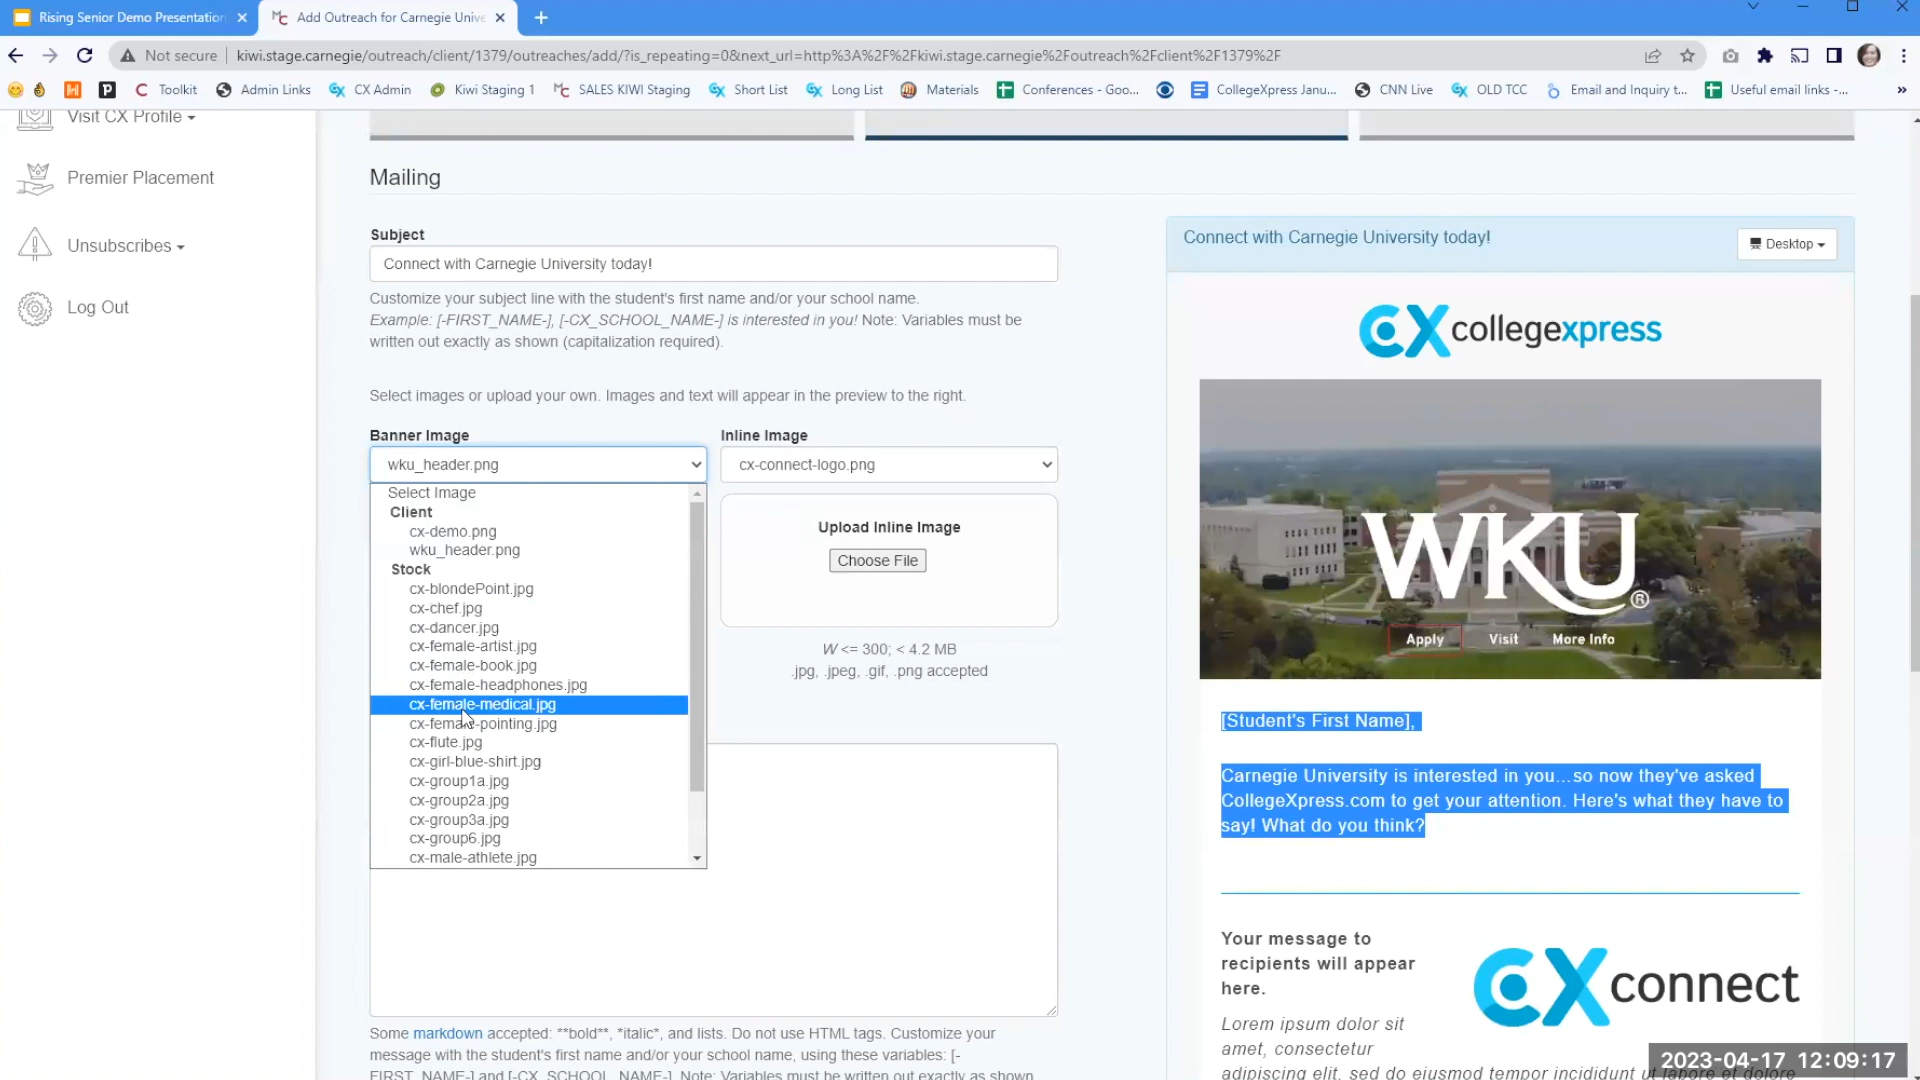 Rising Senior Demo Presentation
Add Outreach for Carnegie Unive
Not secure
kiwi.stage.carnegie/outreach/client/1379/outreaches/add/?is_repeating=0&next_url=http%3A%2F%2Fkiwi.stage.carnegie%2Foutreach%2Fclient%2F1379%2F
Toolkit
Admin Links
CX Admin
Kiwi Staging 1
SALES KIWI Staging
Short List
Long List
Materials
Conferences - Goo...
CollegeXpress Janu...
CNN Live
OLD TCC
Email and Inquiry t...
Useful email links -...
»
Visit CX Profile
Premier Placement
Unsubscribes
Log Out
Mailing
Subject
Connect with Carnegie University today!
Customize your subject line with the student's first name and/or your school name.
Example: [-FIRST_NAME-], [-CX_SCHOOL_NAME-] is interested in you! Note: Variables must be
written out exactly as shown (capitalization required).
Select images or upload your own. Images and text will appear in the preview to the right.
Banner Image
wku_header.png
Select Image
Client
cx-demo.png
wku_header.png
Stock
cx-blondePoint.jpg
cx-chef.jpg
cx-dancer.jpg
cx-female-artist.jpg
cx-female-book.jpg
cx-female-headphones.jpg
cx-female-medical.jpg
cx-female-pointing.jpg
cx-flute.jpg
cx-girl-blue-shirt.jpg
cx-group1a.jpg
cx-group2a.jpg
cx-group3a.jpg
cx-group6.jpg
cx-male-athlete.jpg
Inline Image
cx-connect-logo.png
Upload Inline Image
Choose File
W <= 300; < 4.2 MB
.jpg, .jpeg, .gif, .png accepted
Some markdown accepted: **bold**, *italic*, and lists. Do not use HTML tags. Customize your
message with the student's first name and/or your school name, using these variables: [-
FIRST_NAME-] and [-CX_SCHOOL_NAME-]. Note: Variables must be written out exactly as shown
Connect with Carnegie University today!
Desktop
CX collegexpress
WKU®
Apply
Visit
More Info
[Student's First Name],
Carnegie University is interested in you...so now they've asked
CollegeXpress.com to get your attention. Here's what they have to
say! What do you think?
Your message to
recipients will appear
here.
CX connect
Lorem ipsum dolor sit
amet, consectetur
adipiscing elit, sed do eiusmod tempor incididunt ut labore et dolore
2023-04-17 12:09:17